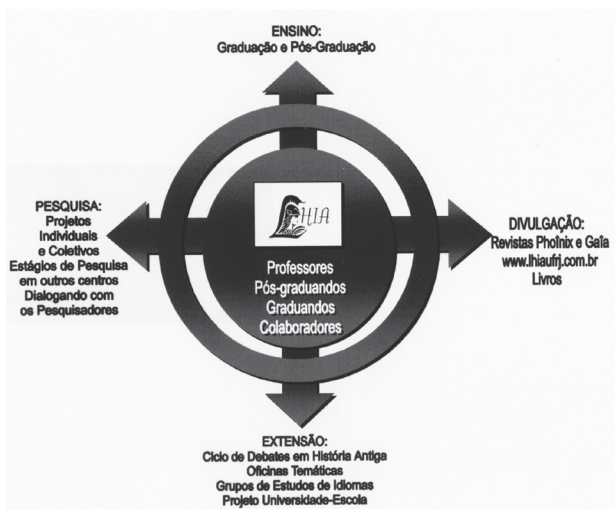 ENSINO:
Graduação e Pós-Graduação
PESQUISA:
Projetos
Individuais
e Coletivos
Estágios de Pesquisa
em outros centros
Dialogando com
os Pesquisadores
LHIA
Professores
Pós-graduandos
Graduandos
Colaboradores
DIVULGAÇÃO:
Revistas Phoînix e Gaîa
www.lhiaufrj.com.br
Livros
EXTENSÃO:
Ciclo de Debates em História Antiga
Oficinas Temáticas
Grupos de Estudos de Idiomas
Projeto Universidade-Escola